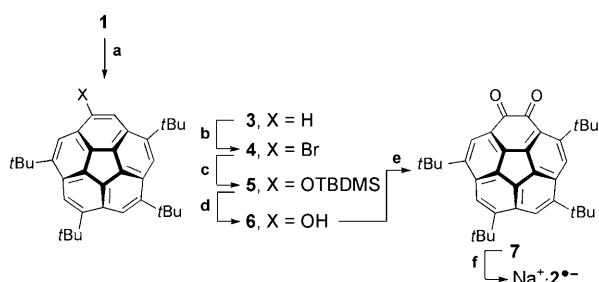 1
a
X
tBu
tBu
tBu
tBu
3, X = H
b
4, X = Br
c
5, X = OTBDMS
d
6, X = OH
e
O
O
tBu
tBu
tBu
tBu
7
f
Na⁺·2•−